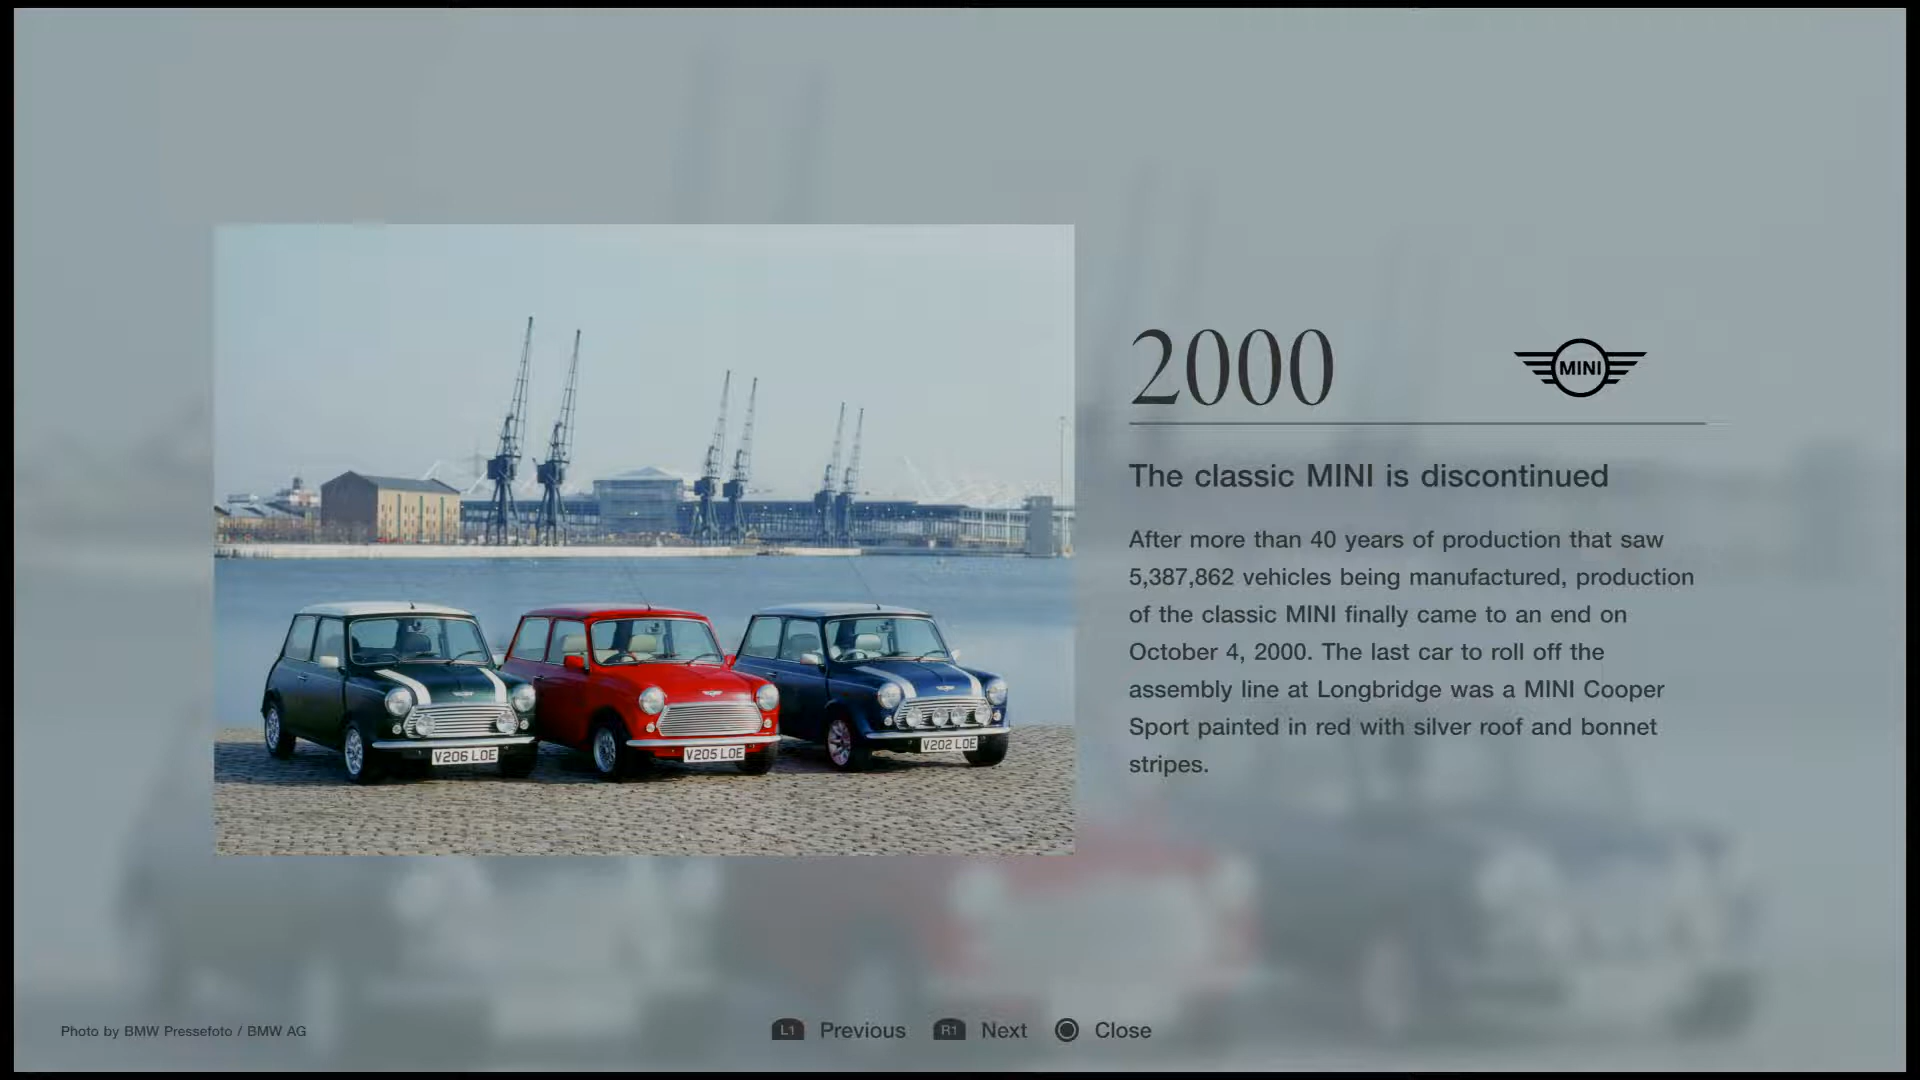 2000
MINI
The classic MINI is discontinued
After more than 40 years of production that saw
5,387,862 vehicles being manufactured, production
of the classic MINI finally came to an end on
October 4, 2000. The last car to roll off the
assembly line at Longbridge was a MINI Cooper
Sport painted in red with silver roof and bonnet
stripes.
V206 LOE
V205 LOE
V202 LOE
Photo by BMW Pressefoto / BMW AG
L1 Previous R1 Next Close